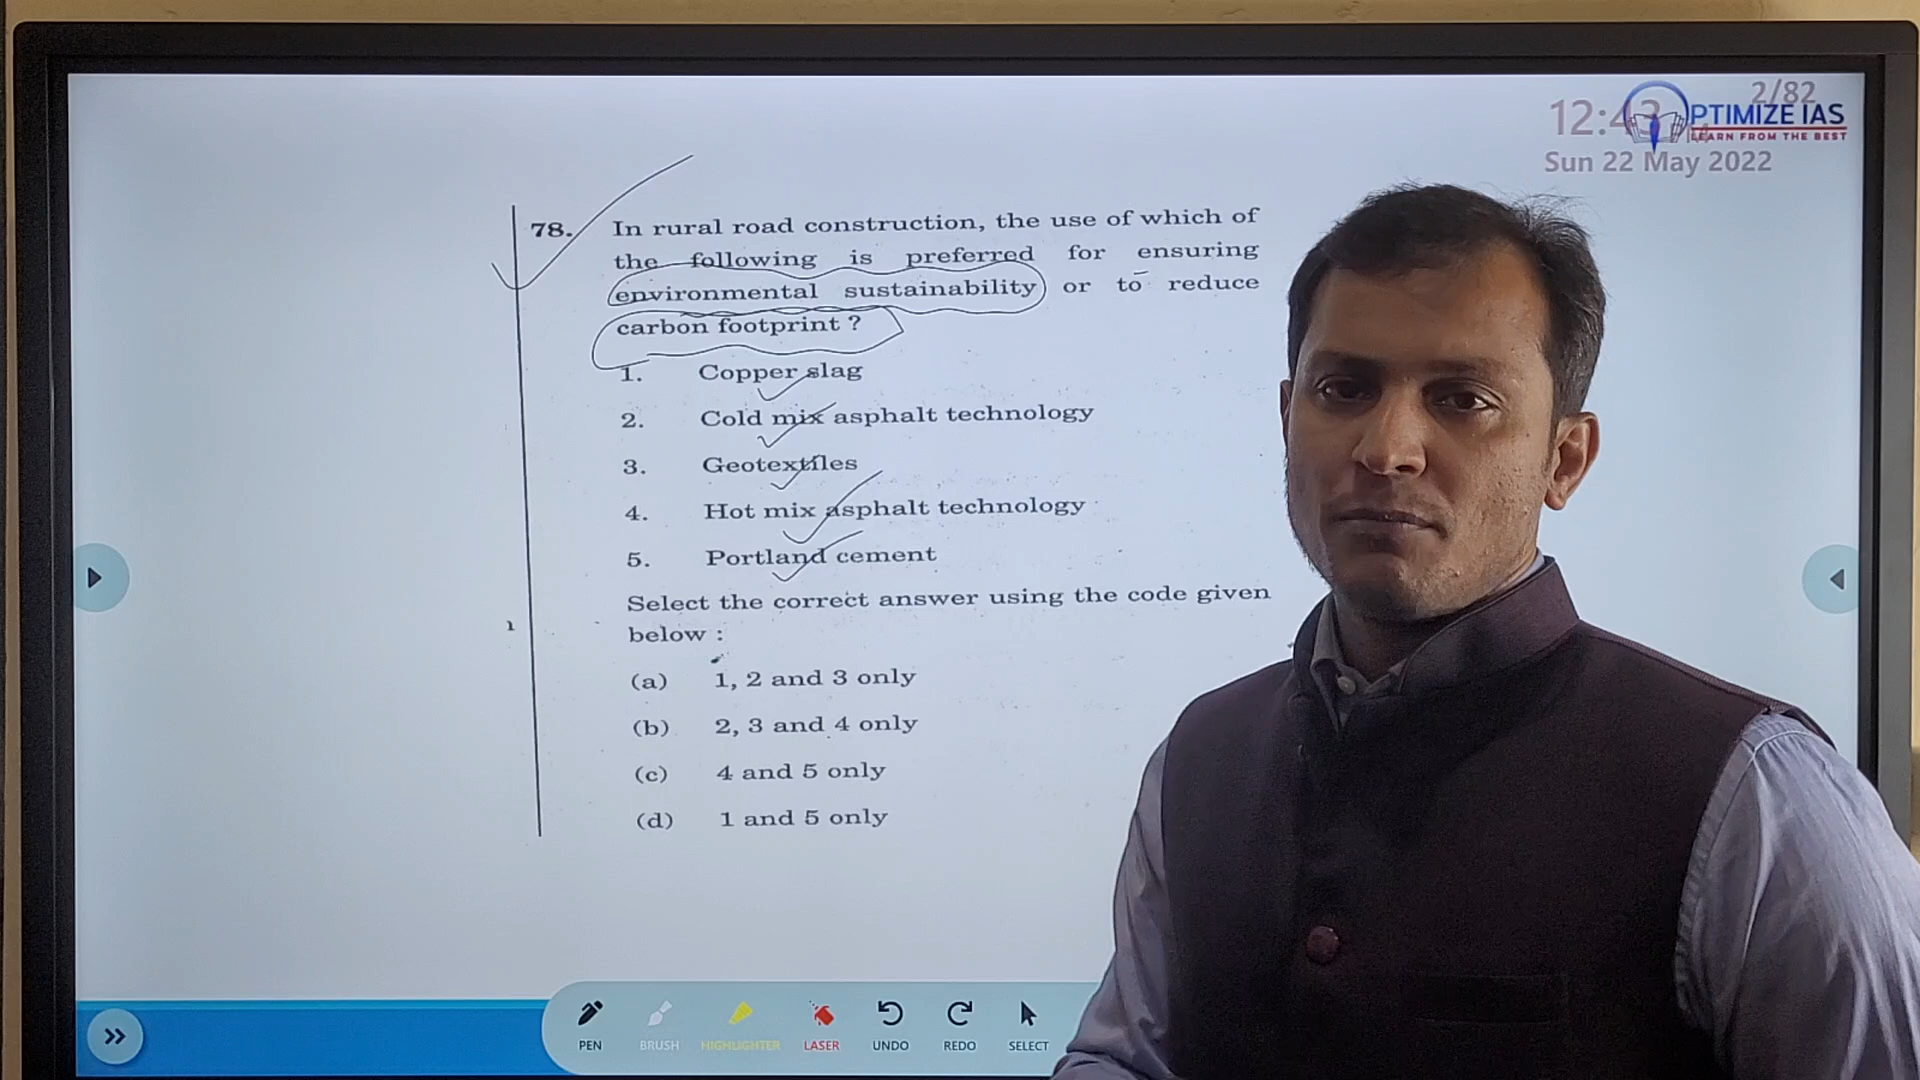 2/82
12:43
PTIMIZE IAS
LEARN FROM THE BEST
Sun 22 May 2022
78. In rural road construction, the use of which of
the following is preferred for ensuring
environmental sustainability or to reduce
carbon footprint ?
1. Copper slag
2. Cold mix asphalt technology
3. Geotextiles
4. Hot mix asphalt technology
5. Portland cement
Select the correct answer using the code given
below :
(a) 1, 2 and 3 only
(b) 2, 3 and 4 only
(c) 4 and 5 only
(d) 1 and 5 only
PEN BRUSH HIGHLIGHTER LASER UNDO REDO SELECT